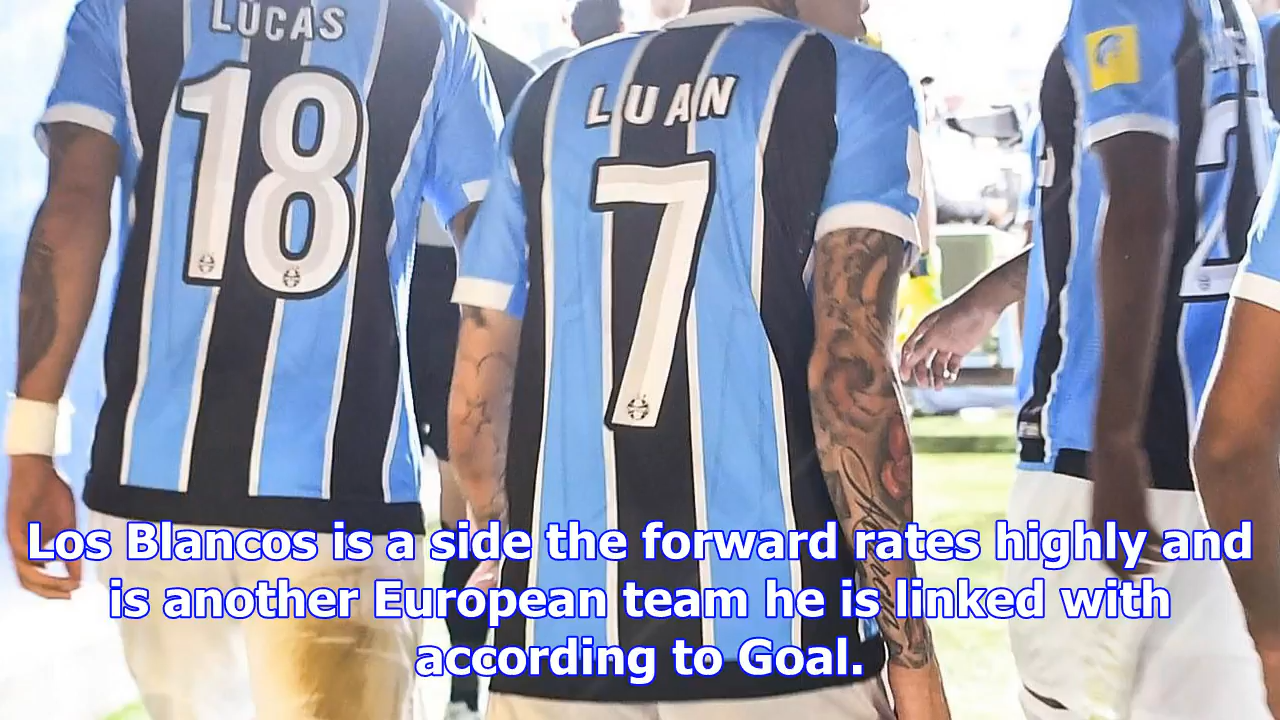 LUCAS
18
LUAN
7
2
Los Blancos is a side the forward rates highly and
is another European team he is linked with
according to Goal.